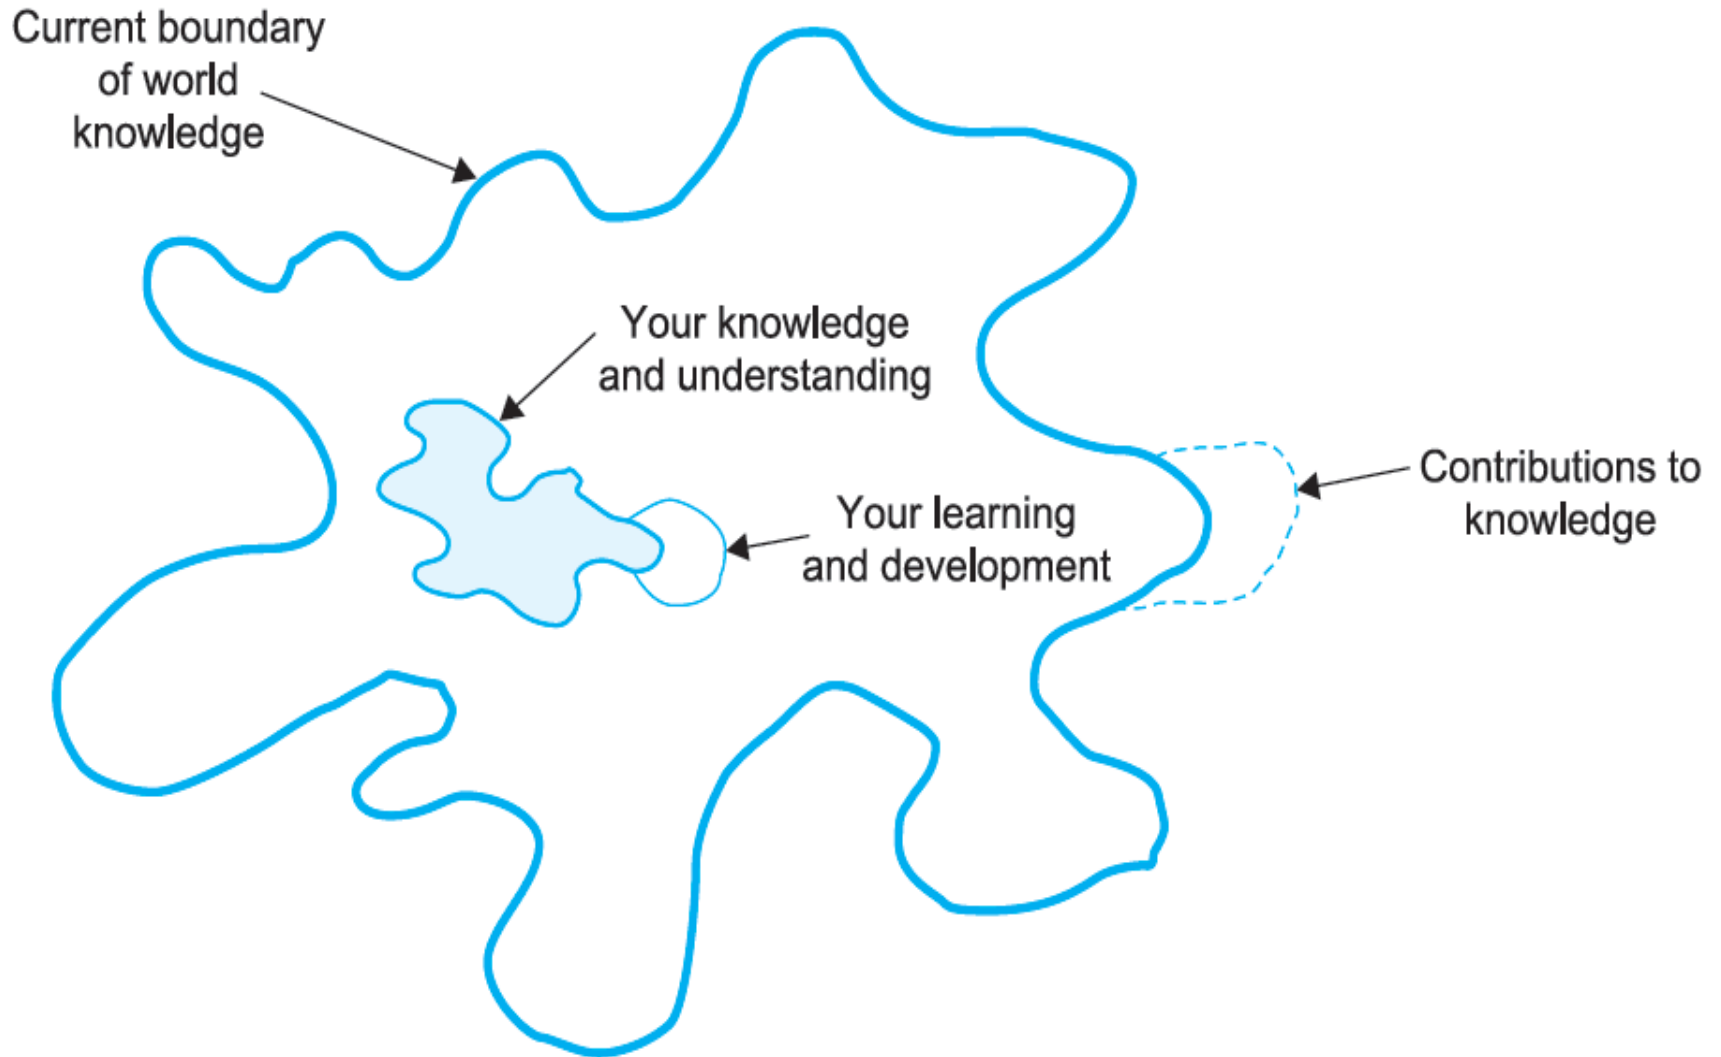 Current boundary
of world
knowledge
Your knowledge
and understanding
Your learning
and development
Contributions to
knowledge